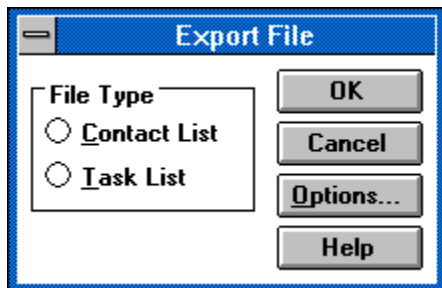 Export File
File Type
Contact List
Task List
OK
Cancel
Options...
Help